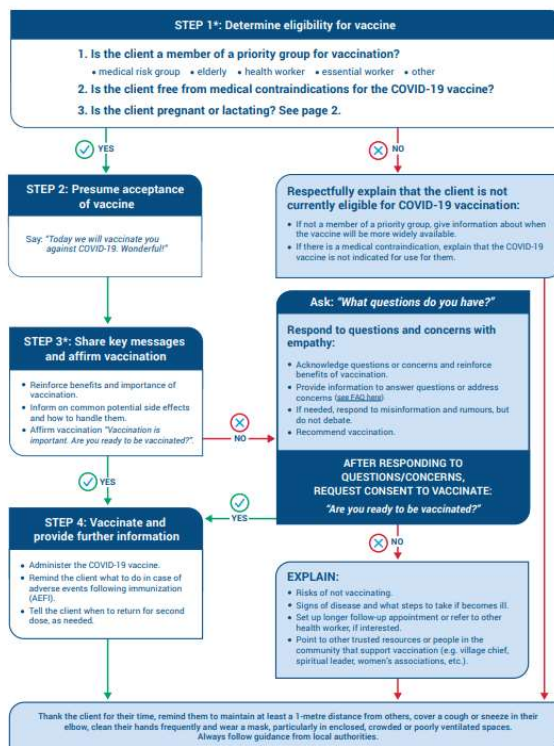 STEP 1*: Determine eligibility for vaccine
1. Is the client a member of a priority group for vaccination?
• medical risk group • elderly • health worker • essential worker • other
2. Is the client free from medical contraindications for the COVID-19 vaccine?
3. Is the client pregnant or lactating? See page 2.
YES
NO
STEP 2: Presume acceptance
of vaccine
Say: "Today we will vaccinate you
against COVID. Wonderful!"
Respectfully explain that the client is not
currently eligible for COVID-19 vaccination:
• If not a member of a priority group, give information about when
the vaccine will be more widely available.
• If there is a medical contraindication, explain that the COVID-19
vaccine is not indicated for use for them.
STEP 3*: Share key messages
and affirm vaccination
• Reinforce benefits and importance of
vaccination.
• Inform on common potential side effects
and how to handle them.
• Affirm vaccination "Vaccination is
important. Are you ready to be vaccinated?".
NO
Ask: "What questions do you have?"
Respond to questions and concerns with
empathy:
• Acknowledge questions or concerns and reinforce
benefits of vaccination.
• Provide information to answer questions or address
concerns (see FAQ here)
• If needed, respond to misinformation and rumours, but
do not debate.
• Recommend vaccination.
AFTER RESPONDING TO
QUESTIONS/CONCERNS,
REQUEST CONSENT TO VACCINATE:
"Are you ready to be vaccinated?"
YES
YES
NO
STEP 4: Vaccinate and
provide further information
• Administer the COVID-19 vaccine.
• Remind the client what to do in case of
adverse events following immunization
(AEFI).
• Tell the client when to return for second
dose, as needed.
EXPLAIN:
• Risks of not vaccinating.
• Signs of disease and what steps to take if becomes ill.
• Set up longer follow-up appointment or refer to other
health worker, if interested.
• Point to other trusted resources or people in the
community that support vaccination (e.g. village chief,
spiritual leader, women's associations, etc.).
Thank the client for their time, remind them to maintain at least a 1-metre distance from others, cover a cough or sneeze in their
elbow, clean their hands frequently and wear a mask, particularly in enclosed, crowded or poorly ventilated spaces.
Always follow guidance from local authorities.